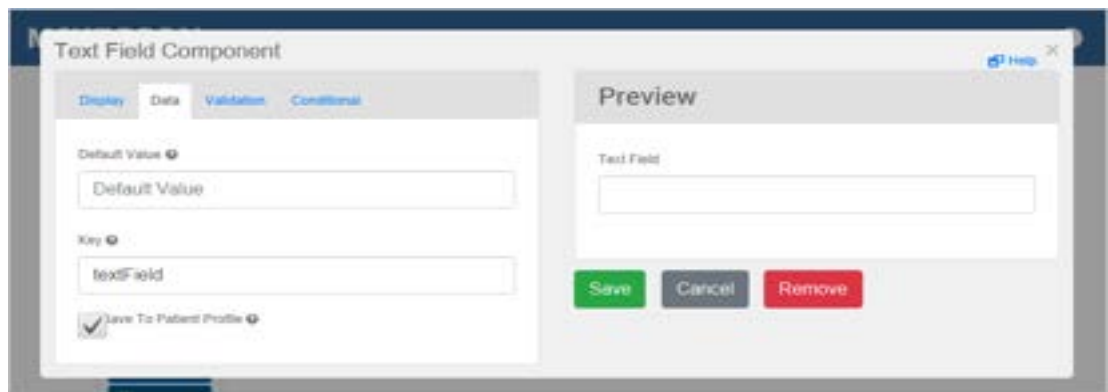 Text Field Component
×
Help
Display Data Validation Conditional
Default Value
Default Value
Key
textField
Save To Patient Profile
Preview
Text Field
Save Cancel Remove